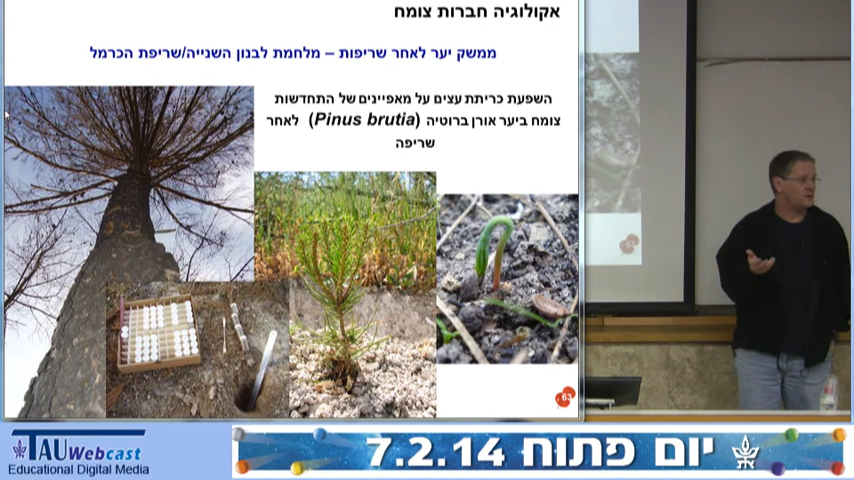 אקולוגיה חברות צומח
ממשק יער לאחר שריפות – מלחמת לבנון השנייה/שריפת הכרמל
השפעת כריתת עצים על מאפיינים של התחדשות
צומח ביער אורן ברוטיה (Pinus brutia) לאחר
שריפה
63
TAUWebcast
Educational Digital Media
יום פתוח 7.2.14